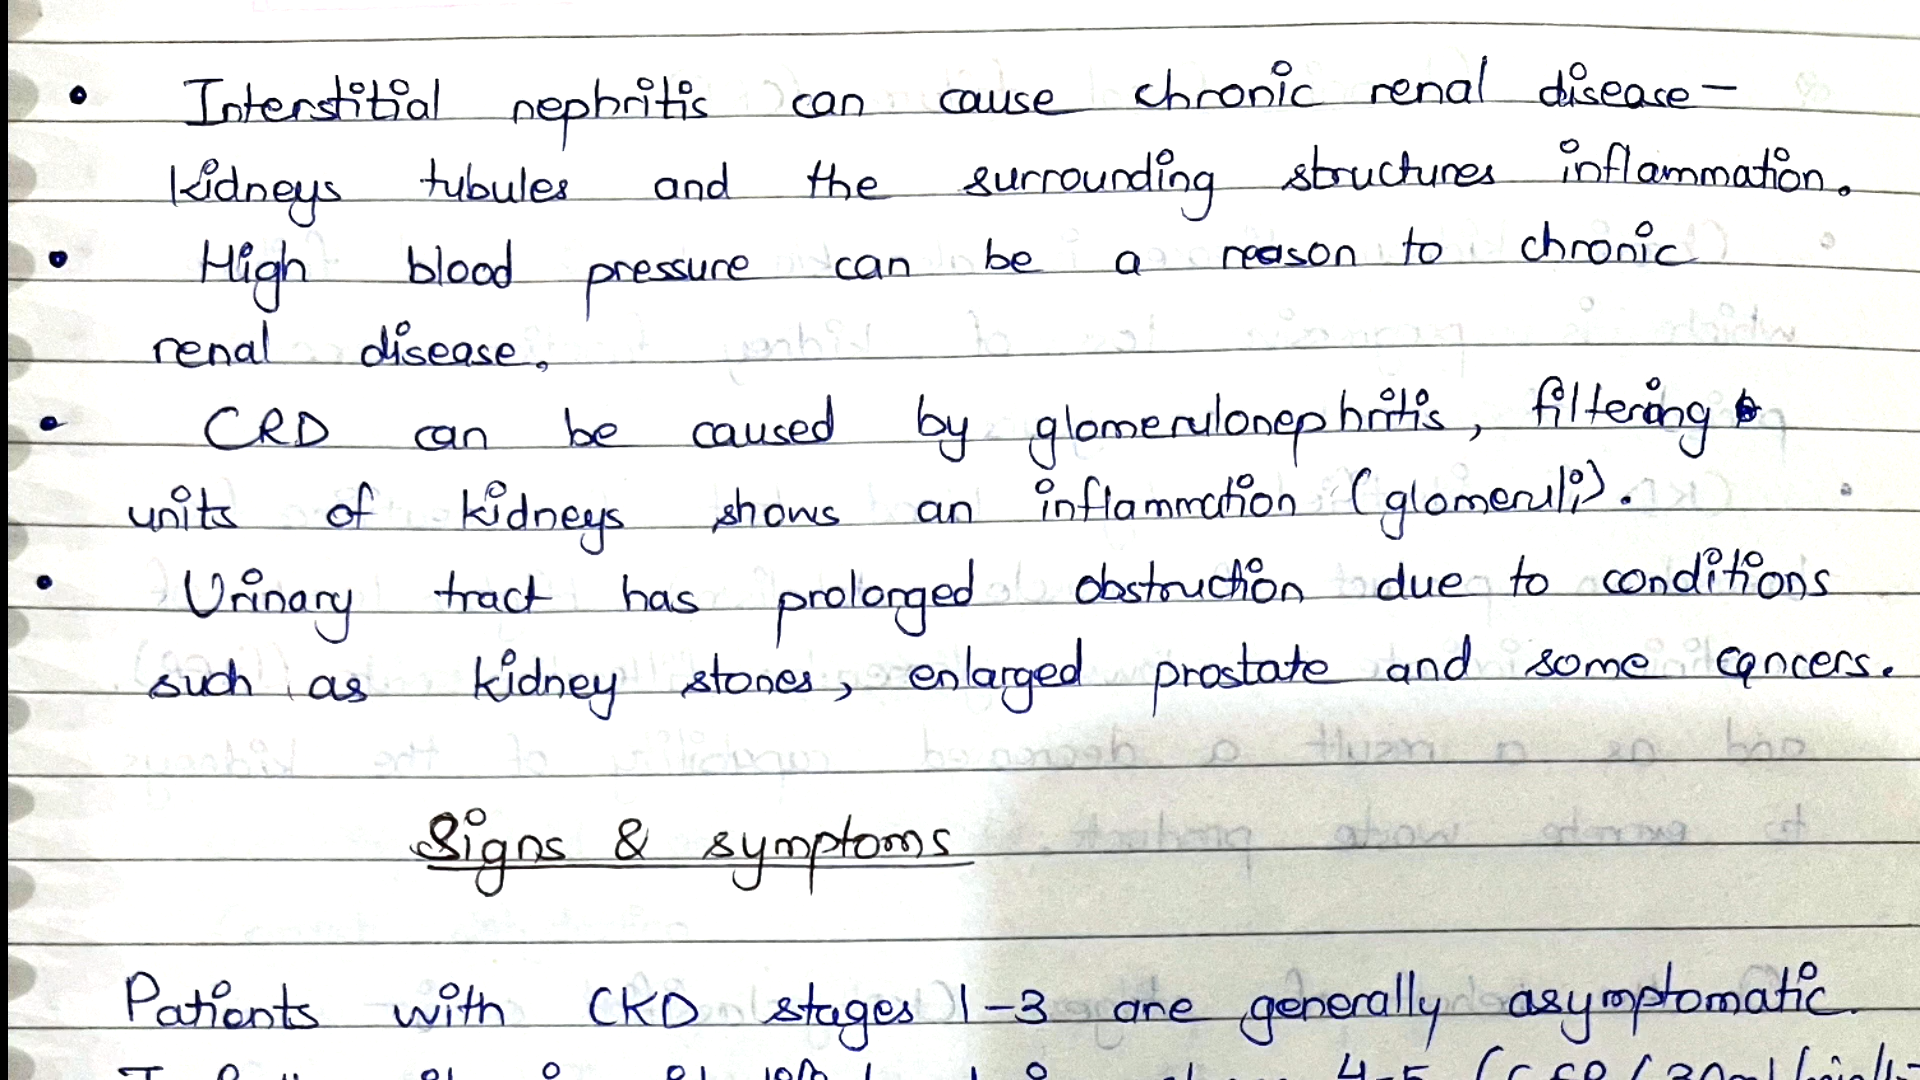 • Interstitial nephritis can cause chronic renal disease –
kidneys tubules and the surrounding structures inflammation.
• High blood pressure can be a reason to chronic
renal disease.
• CRD can be caused by glomerulonephritis, filtering
units of kidneys shows an inflammation (glomeruli).
• Urinary tract has prolonged obstruction due to conditions
such as kidney stones, enlarged prostate and some cancers.
Signs & symptoms
Patients with CKD stages 1-3 are generally asymptomatic.